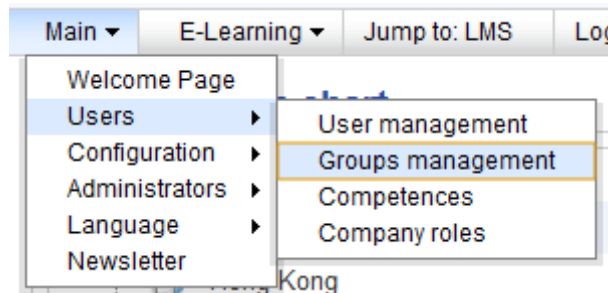 Main ▾ E-Learning ▾ Jump to: LMS
Welcome Page
Users
Configuration
Administrators
Language
Newsletter
User management
Groups management
Competences
Company roles
Kong